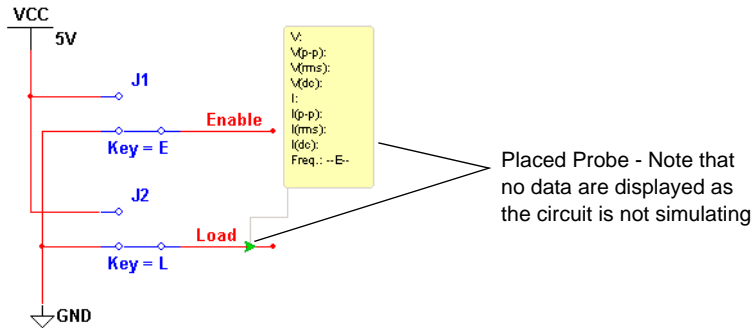 VCC
5V
J1
Enable
Key = E
J2
Load
Key = L
GND
V:
V(p-p):
V(rms):
V(dc):
I:
I(p-p):
I(rms):
I(dc):
Freq.: --E--
Placed Probe - Note that
no data are displayed as
the circuit is not simulating